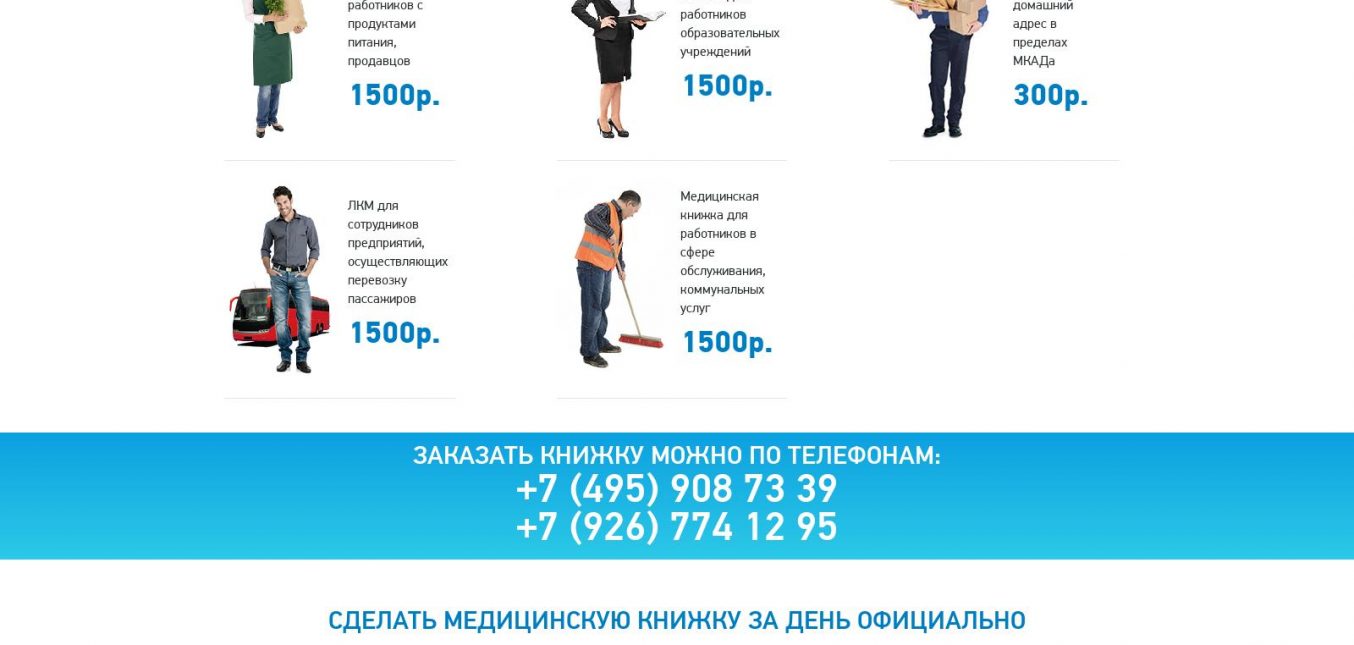 работников с
продуктами
питания,
продавцов
1500р.
работников
образовательных
учреждений
1500р.
домашний
адрес в
пределах
МКАДа
300р.
ЛКМ для
сотрудников
предприятий,
осуществляющих
перевозку
пассажиров
1500р.
Медицинская
книжка для
работников в
сфере
обслуживания,
коммунальных
услуг
1500р.
ЗАКАЗАТЬ КНИЖКУ МОЖНО ПО ТЕЛЕФОНАМ:
+7 (495) 908 73 39
+7 (926) 774 12 95
СДЕЛАТЬ МЕДИЦИНСКУЮ КНИЖКУ ЗА ДЕНЬ ОФИЦИАЛЬНО